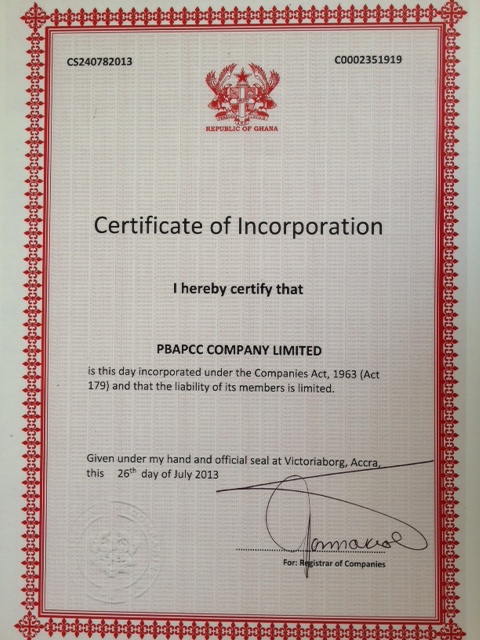 CS240782013
C0002351919
REPUBLIC OF GHANA
Certificate of Incorporation
I hereby certify that
PBAPCC COMPANY LIMITED
is this day incorporated under the Companies Act, 1963 (Act
179) and that the liability of its members is limited.
Given under my hand and official seal at Victoriaborg, Accra,
this 26th day of July 2013
For: Registrar of Companies